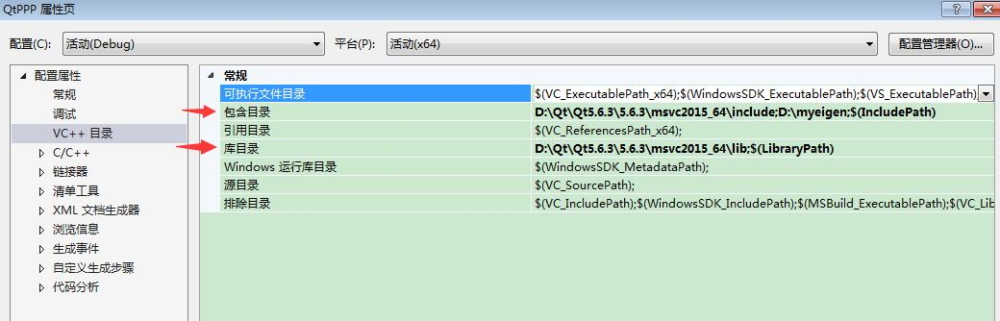 QtPPP 属性页
配置(C): 活动(Debug) 平台(P): 活动(x64) 配置管理器(O)...
配置属性
常规
调试
VC++ 目录
C/C++
链接器
清单工具
XML 文档生成器
浏览信息
生成事件
自定义生成步骤
代码分析
常规
可执行文件目录 $(VC_ExecutablePath_x64);$(WindowsSDK_ExecutablePath);$(VS_ExecutablePath)
包含目录 D:\Qt\Qt5.6.3\5.6.3\msvc2015_64\include;D:\myeigen;$(IncludePath)
引用目录 $(VC_ReferencesPath_x64);
库目录 D:\Qt\Qt5.6.3\5.6.3\msvc2015_64\lib;$(LibraryPath)
Windows 运行库目录 $(WindowsSDK_MetadataPath);
源目录 $(VC_SourcePath);
排除目录 $(VC_IncludePath);$(WindowsSDK_IncludePath);$(MSBuild_ExecutablePath);$(VC_Lib